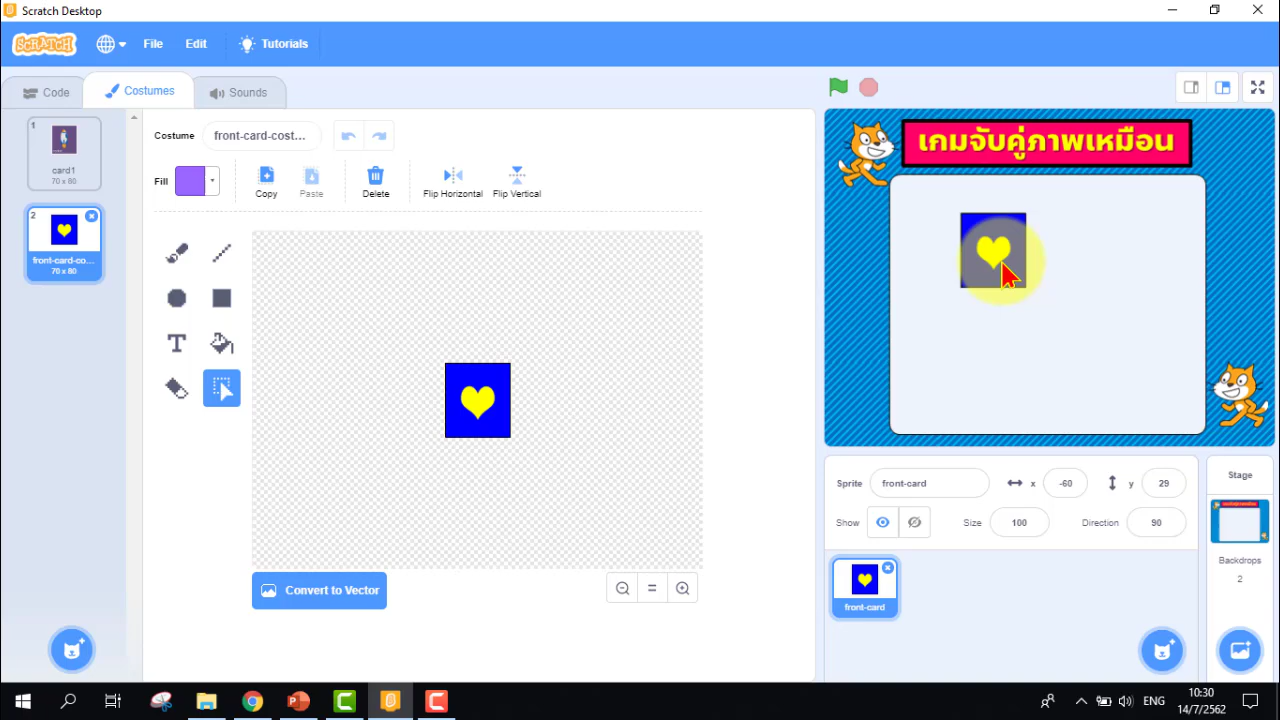 Scratch Desktop
SCRATCH
File
Edit
Tutorials
Code
Costumes
Sounds
1
card1
70 x 80
2
front-card-co...
70 x 80
Costume
front-card-cost...
Fill
Copy
Paste
Delete
Flip Horizontal
Flip Vertical
T
Convert to Vector
เกมจับคู่ภาพเหมือน
Sprite
front-card
x
-60
y
29
Show
Size
100
Direction
90
front-card
Stage
Backdrops
2
ENG
10:30
14/7/2562